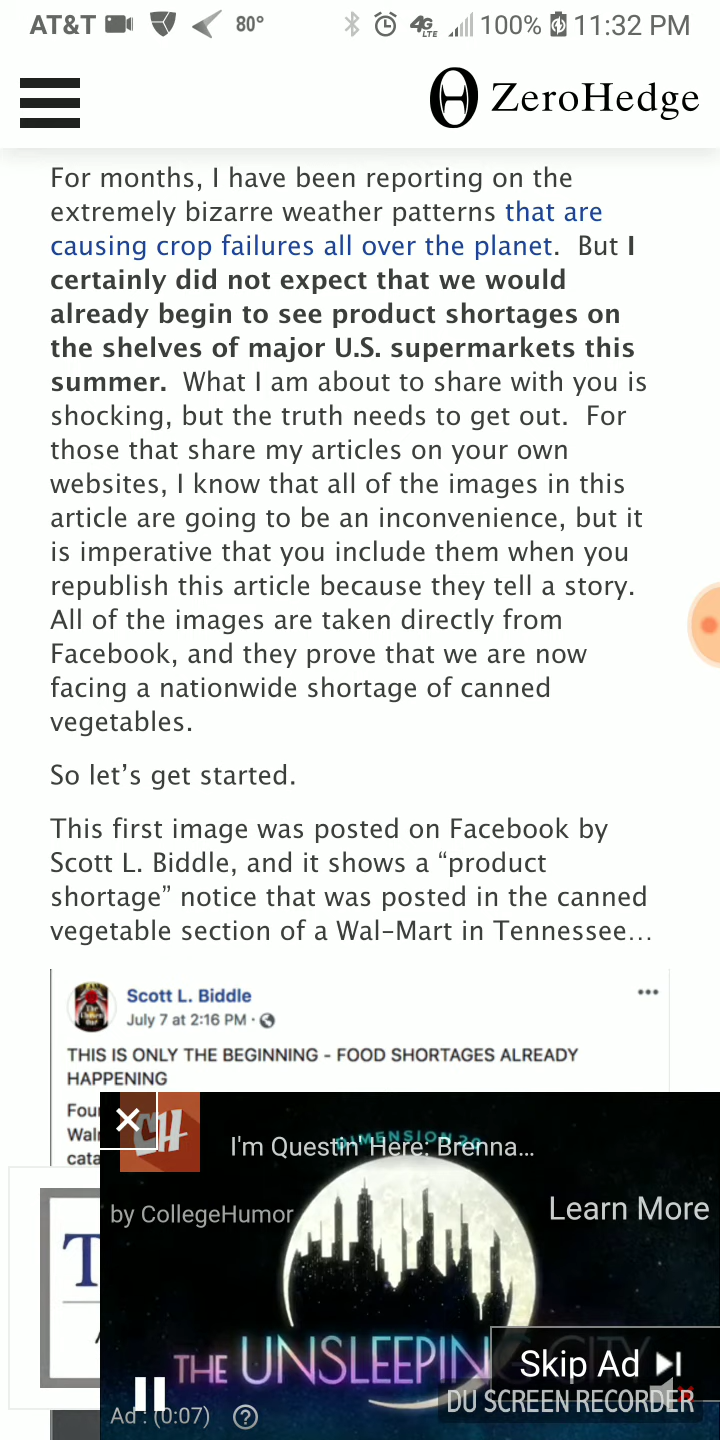 AT&T 80° 4G LTE 100% 11:32 PM
ZeroHedge
For months, I have been reporting on the
extremely bizarre weather patterns that are
causing crop failures all over the planet.  But I
certainly did not expect that we would
already begin to see product shortages on
the shelves of major U.S. supermarkets this
summer.  What I am about to share with you is
shocking, but the truth needs to get out.  For
those that share my articles on your own
websites, I know that all of the images in this
article are going to be an inconvenience, but it
is imperative that you include them when you
republish this article because they tell a story.
All of the images are taken directly from
Facebook, and they prove that we are now
facing a nationwide shortage of canned
vegetables.
So let’s get started.
This first image was posted on Facebook by
Scott L. Biddle, and it shows a “product
shortage” notice that was posted in the canned
vegetable section of a Wal-Mart in Tennessee...
Scott L. Biddle
July 7 at 2:16 PM ·
THIS IS ONLY THE BEGINNING - FOOD SHORTAGES ALREADY
HAPPENING
Fou
Wal
cata
T
CH
I'm Questin' Here: Brenna...
DIMENSION 20
by CollegeHumor
Learn More
THE UNSLEEPING CITY
Skip Ad
DU SCREEN RECORDER
Ad : (0:07) ?